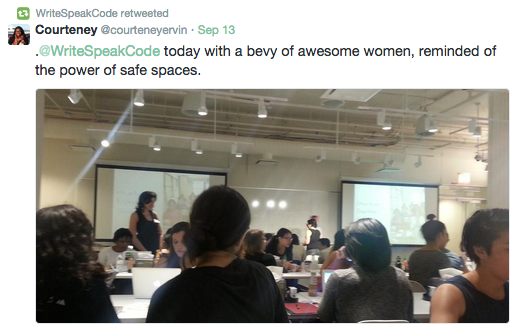 WriteSpeakCode retweeted
Courteney @courteneyervin · Sep 13
.@WriteSpeakCode today with a bevy of awesome women, reminded of
the power of safe spaces.